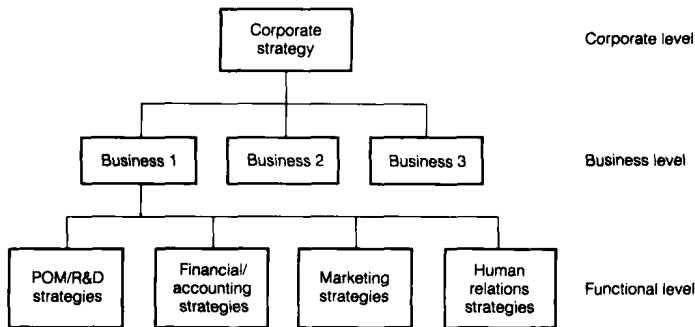 Corporate
strategy
Corporate level
Business 1
Business 2
Business 3
Business level
POM/R&D
strategies
Financial/
accounting
strategies
Marketing
strategies
Human
relations
strategies
Functional level